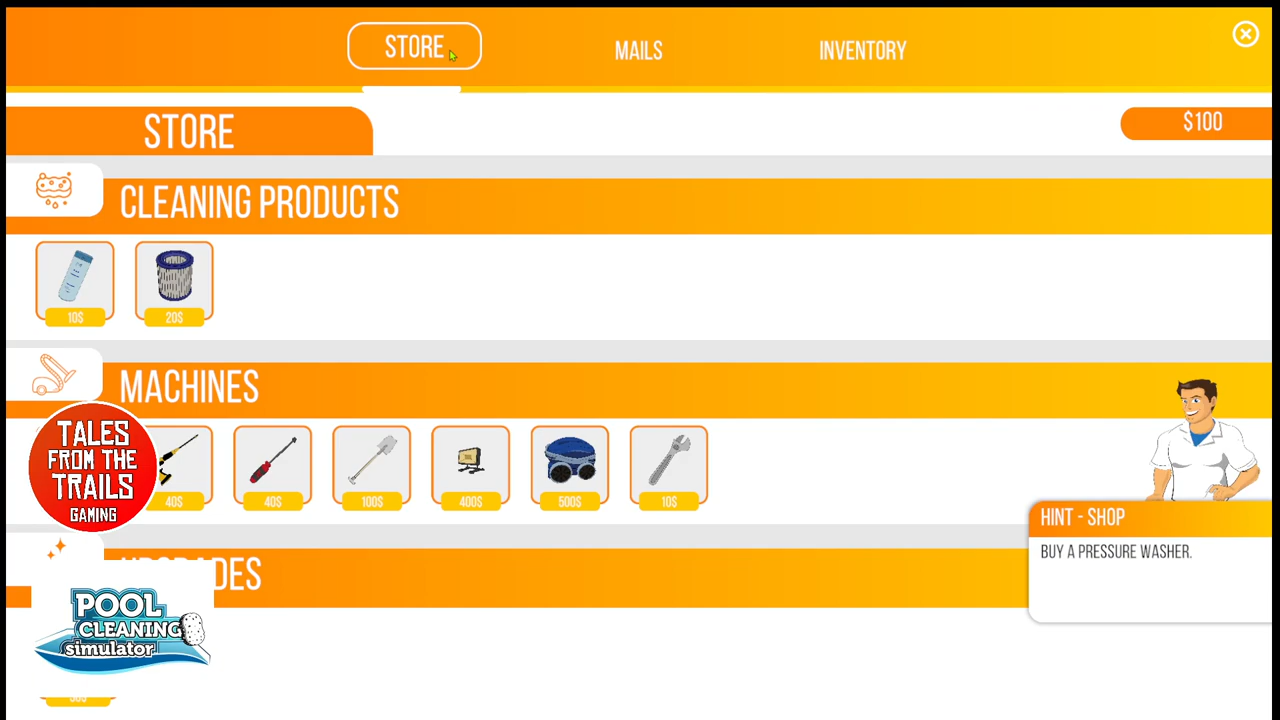 STORE
MAILS
INVENTORY
STORE
$100
CLEANING PRODUCTS
10$
20$
MACHINES
TALES
FROM THE
TRAILS
GAMING
40$
40$
100$
400$
500$
10$
HINT - SHOP
BUY A PRESSURE WASHER.
UPGRADES
POOL
CLEANING
simulator